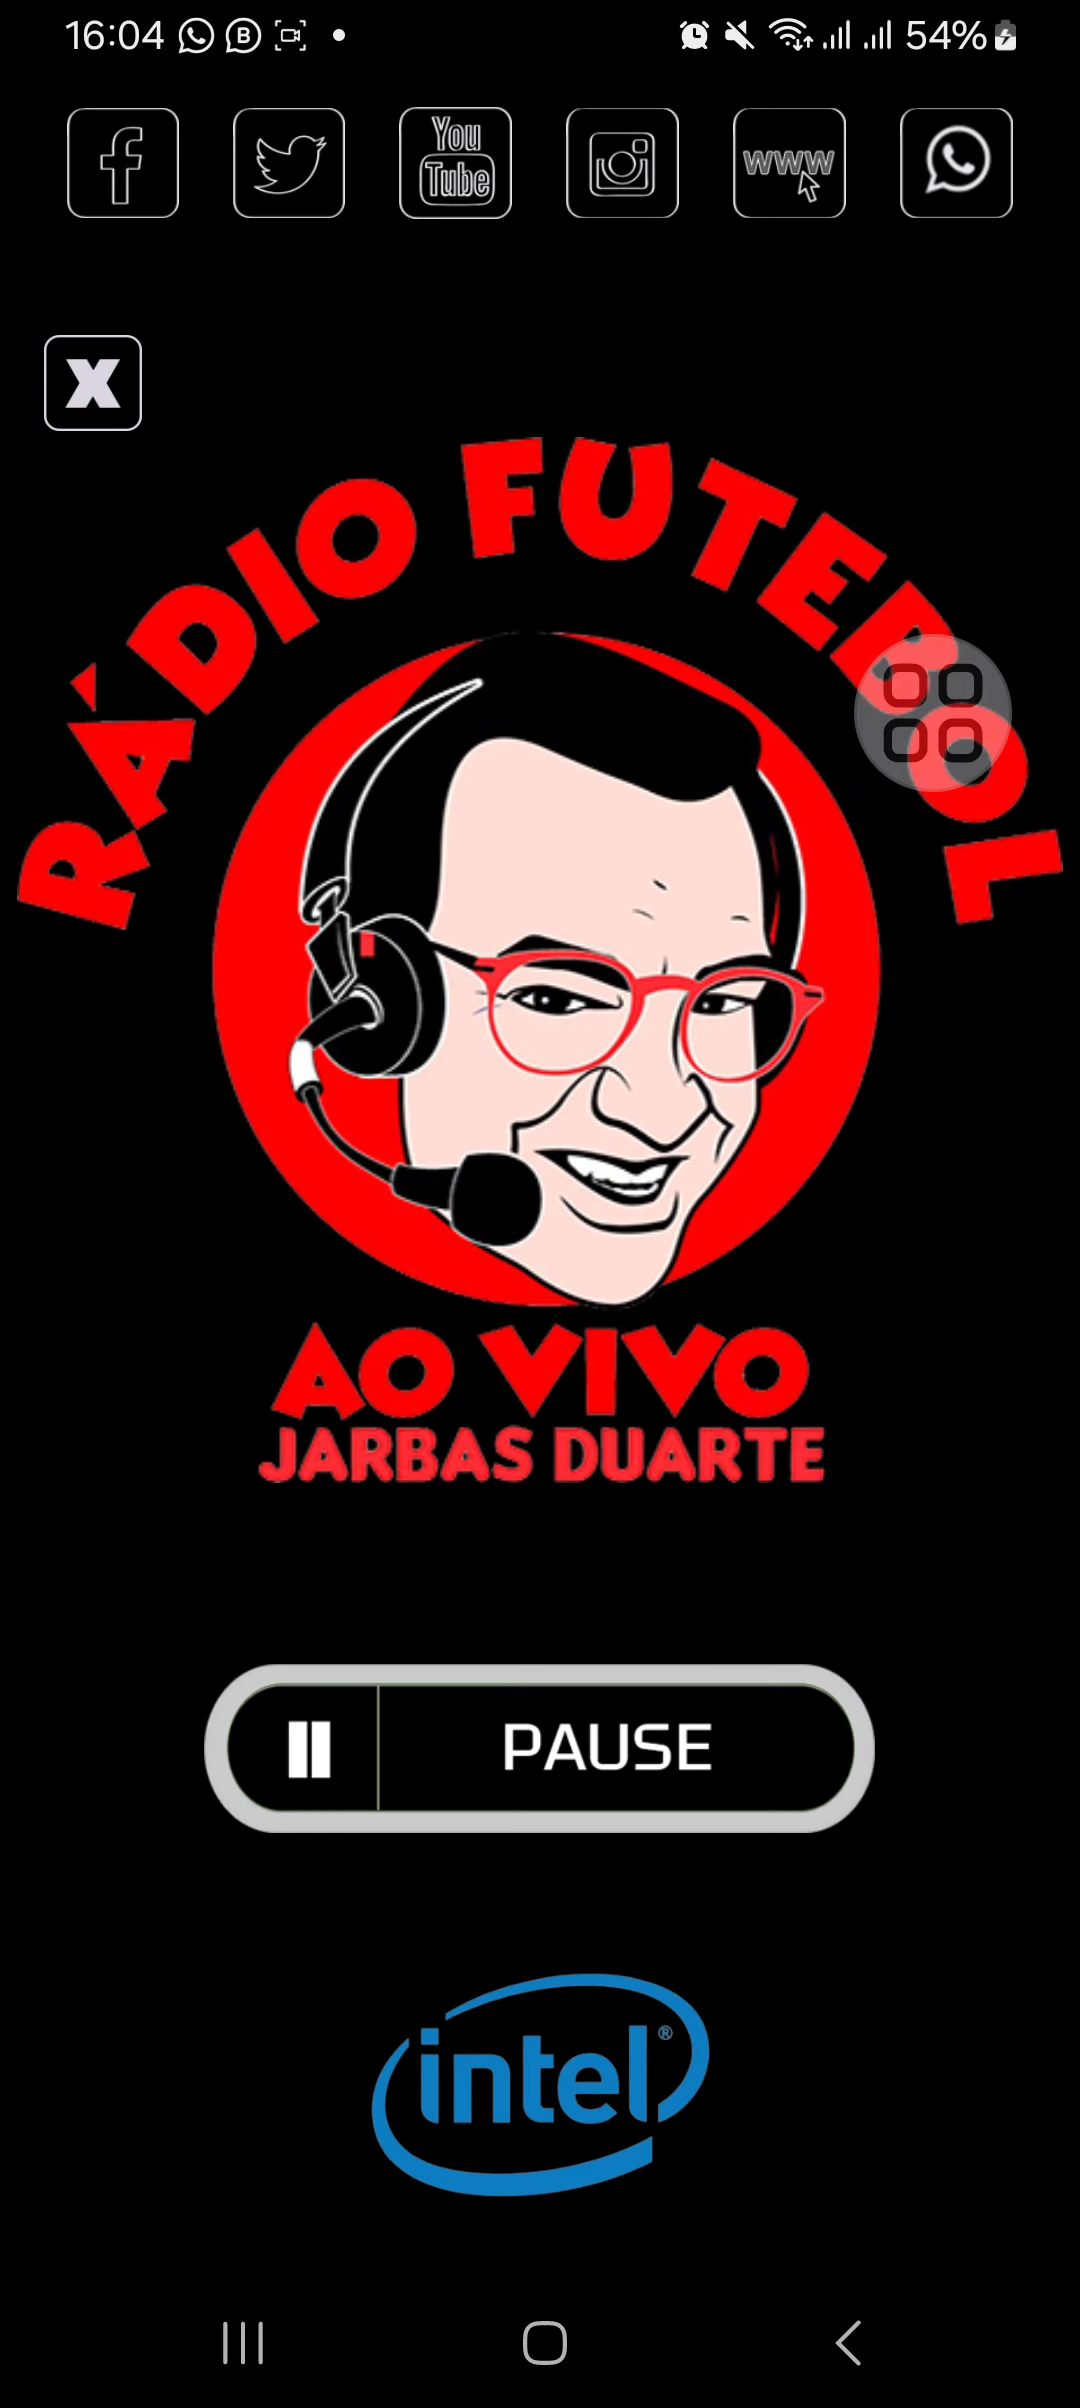 16:04
54%
You
Tube
www
X
RÁDIO FUTEBOL
AO VIVO
JARBAS DUARTE
PAUSE
intel®